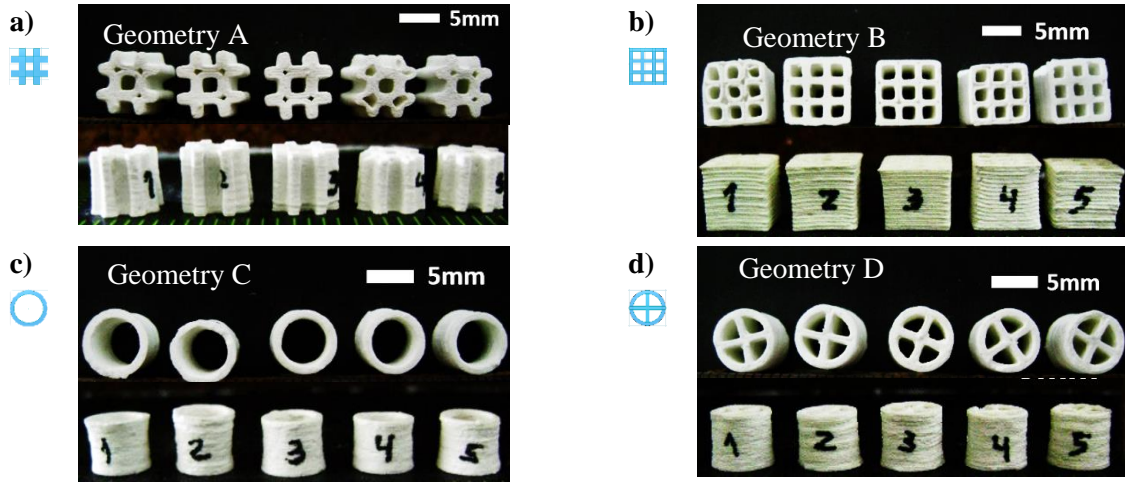 a)
Geometry A
5mm
1 2 3 4 5
b)
Geometry B
5mm
1 2 3 4 5
c)
Geometry C
5mm
1 2 3 4 5
d)
Geometry D
5mm
1 2 3 4 5